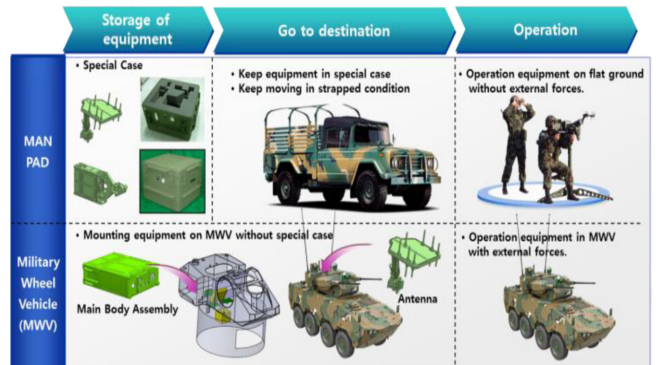 Storage of
equipment
Go to destination
Operation
MAN
PAD
• Special Case
• Keep equipment in special case
• Keep moving in strapped condition
• Operation equipment on flat ground
without external forces.
Military
Wheel
Vehicle
(MWV)
• Mounting equipment on MWV without special case
Main Body Assembly
Antenna
• Operation equipment in MWV
with external forces.